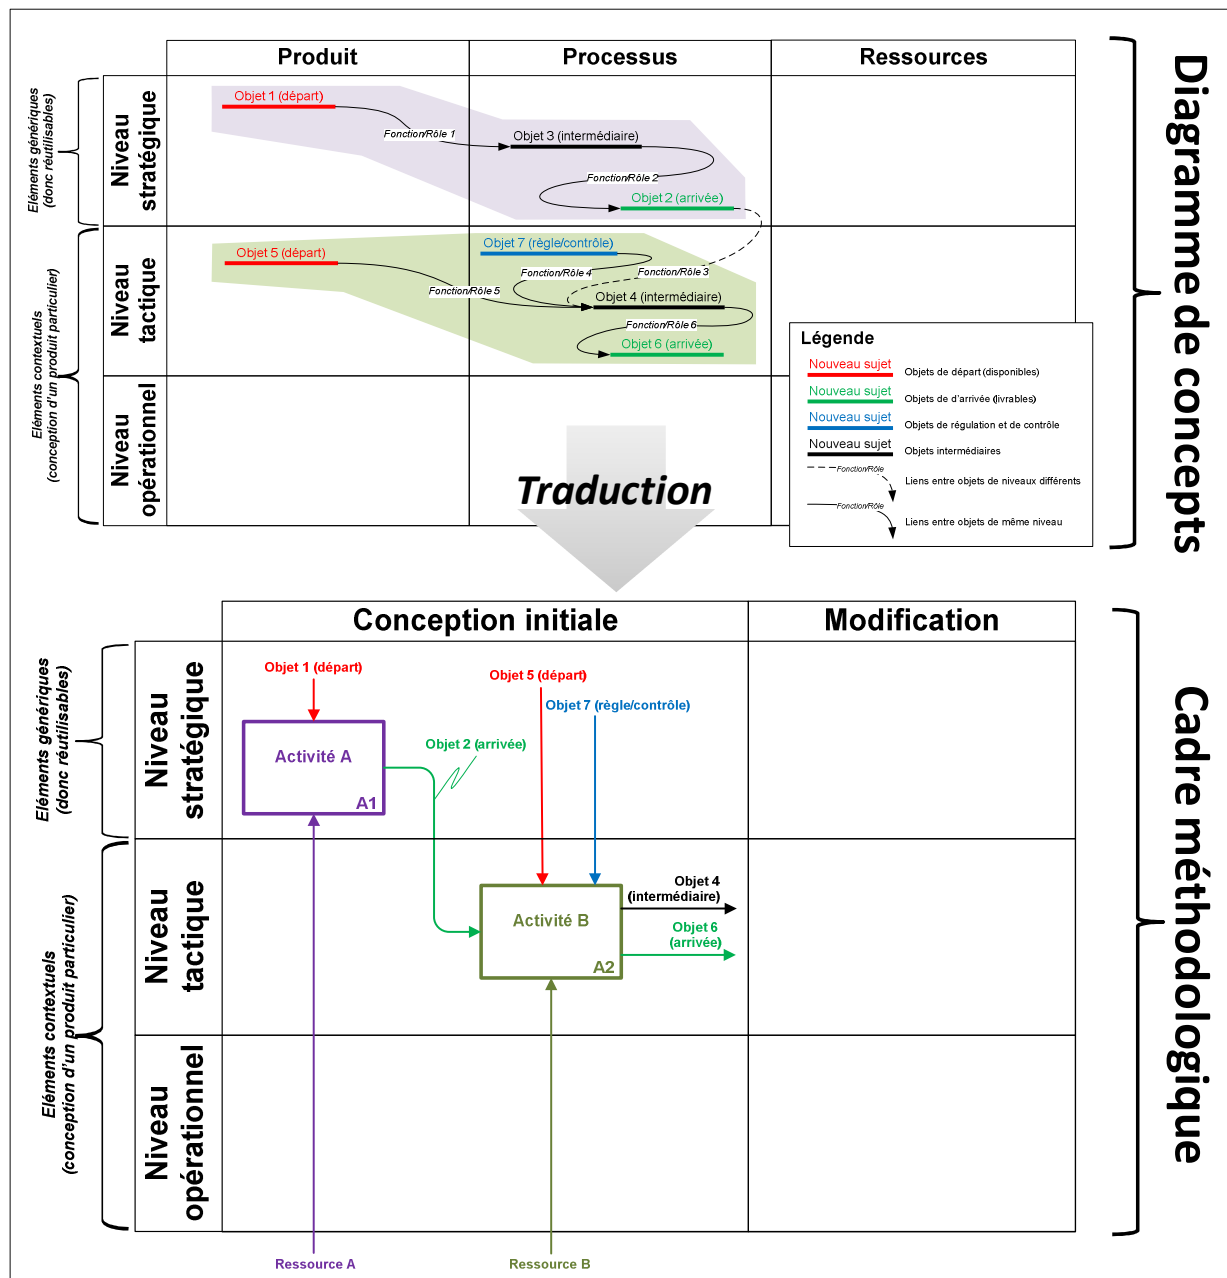 Produit
Processus
Ressources
Diagramme de concepts
Eléments génériques
(donc réutilisables)
Niveau
stratégique
Objet 1 (départ)
Fonction/Rôle 1
Objet 3 (intermédiaire)
Fonction/Rôle 2
Objet 2 (arrivée)
Eléments contextuels
(conception d'un produit particulier)
Niveau
tactique
Objet 5 (départ)
Objet 7 (règle/contrôle)
Fonction/Rôle 4
Fonction/Rôle 3
Fonction/Rôle 5
Objet 4 (intermédiaire)
Fonction/Rôle 6
Objet 6 (arrivée)
Niveau
opérationnel
Légende
Nouveau sujet
Objets de départ (disponibles)
Nouveau sujet
Objets de d'arrivée (livrables)
Nouveau sujet
Objets de régulation et de contrôle
Nouveau sujet
Objets intermédiaires
Fonction/Rôle
Liens entre objets de niveaux différents
Fonction/Rôle
Liens entre objets de même niveau
Traduction
Conception initiale
Modification
Cadre méthodologique
Eléments génériques
(donc réutilisables)
Niveau
stratégique
Objet 1 (départ)
Objet 5 (départ)
Objet 7 (règle/contrôle)
Objet 2 (arrivée)
Activité A
A1
Eléments contextuels
(conception d'un produit particulier)
Niveau
tactique
Activité B
A2
Objet 4
(intermédiaire)
Objet 6
(arrivée)
Niveau
opérationnel
Ressource A
Ressource B